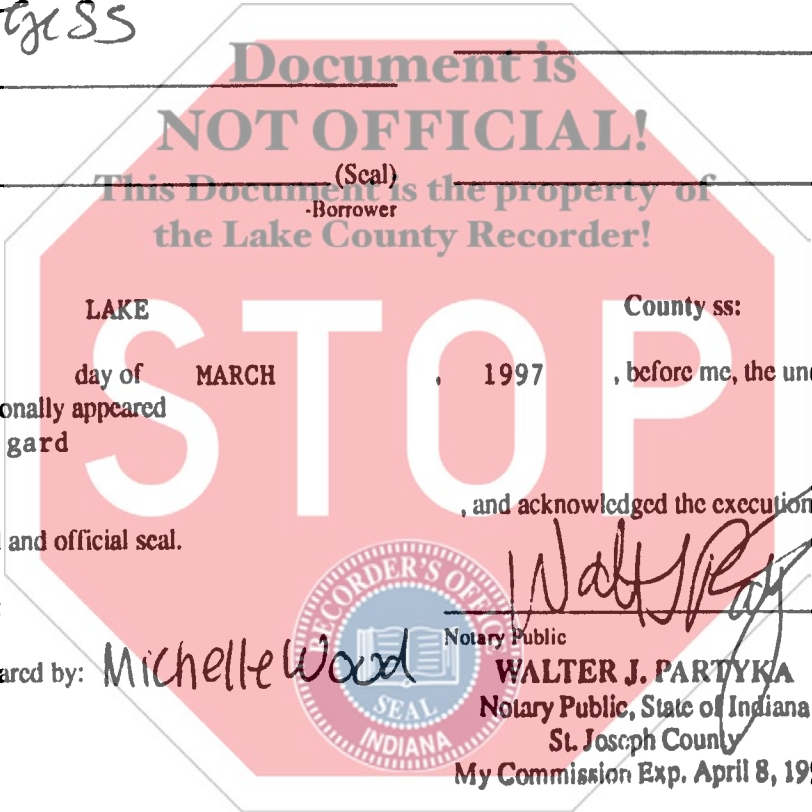 Document is
NOT OFFICIAL!
(Seal)
This Document is the property of
-Borrower
the Lake County Recorder!
LAKE County ss:
STOP
day of MARCH , 1997 , before me, the un
onally appeared
gard
, and acknowledged the execution
and official seal.
RECORDER'S OFFICE
SEAL
INDIANA
Notary Public
ared by: Michelle Wood
WALTER J. PARTYKA
Notary Public, State of Indiana
St. Joseph County
My Commission Exp. April 8, 19